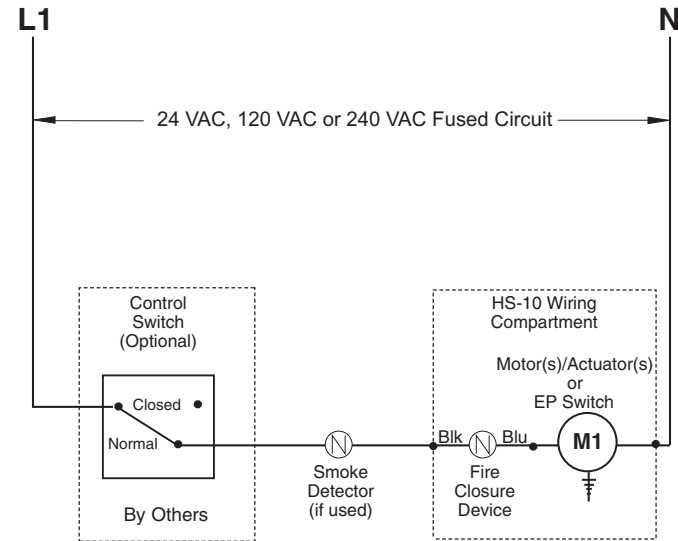 L1
N
24 VAC, 120 VAC or 240 VAC Fused Circuit
Control
Switch
(Optional)
Closed
Normal
By Others
N
Smoke
Detector
(if used)
HS-10 Wiring
Compartment
Motor(s)/Actuator(s)
or
EP Switch
Blk
N
Blu
M1
Fire
Closure
Device